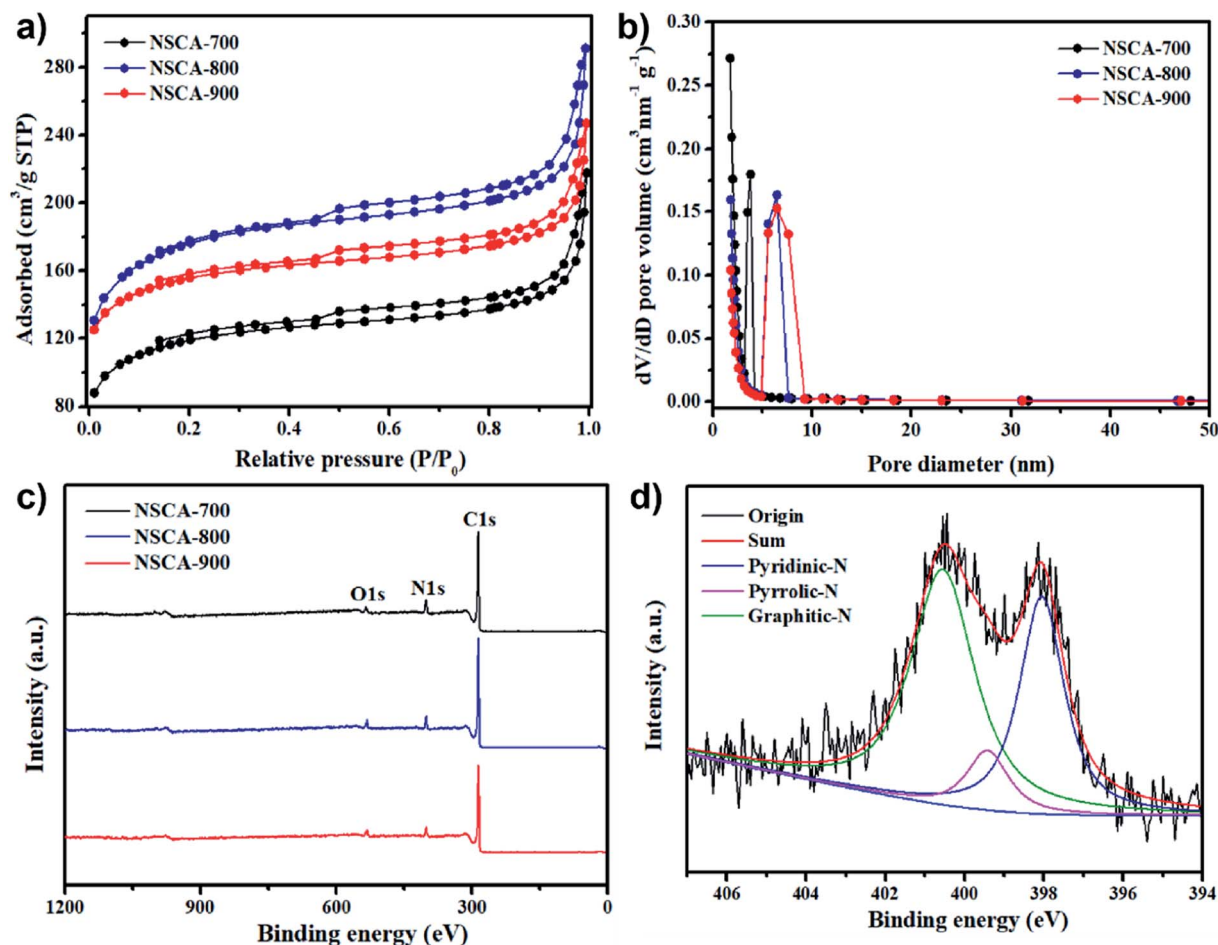 a)
NSCA-700
NSCA-800
NSCA-900
280
240
200
160
120
80
Adsorbed (cm³/g STP)
0.0 0.2 0.4 0.6 0.8 1.0
Relative pressure (P/P₀)
b)
NSCA-700
NSCA-800
NSCA-900
0.30
0.25
0.20
0.15
0.10
0.05
0.00
dV/dD pore volume (cm³nm⁻¹ g⁻¹)
0 10 20 30 40 50
Pore diameter (nm)
c)
NSCA-700
NSCA-800
NSCA-900
C1s
O1s N1s
Intensity (a.u.)
1200 900 600 300 0
Binding energy (eV)
d)
Origin
Sum
Pyridinic-N
Pyrrolic-N
Graphitic-N
Intensity (a.u.)
406 404 402 400 398 396 394
Binding energy (eV)